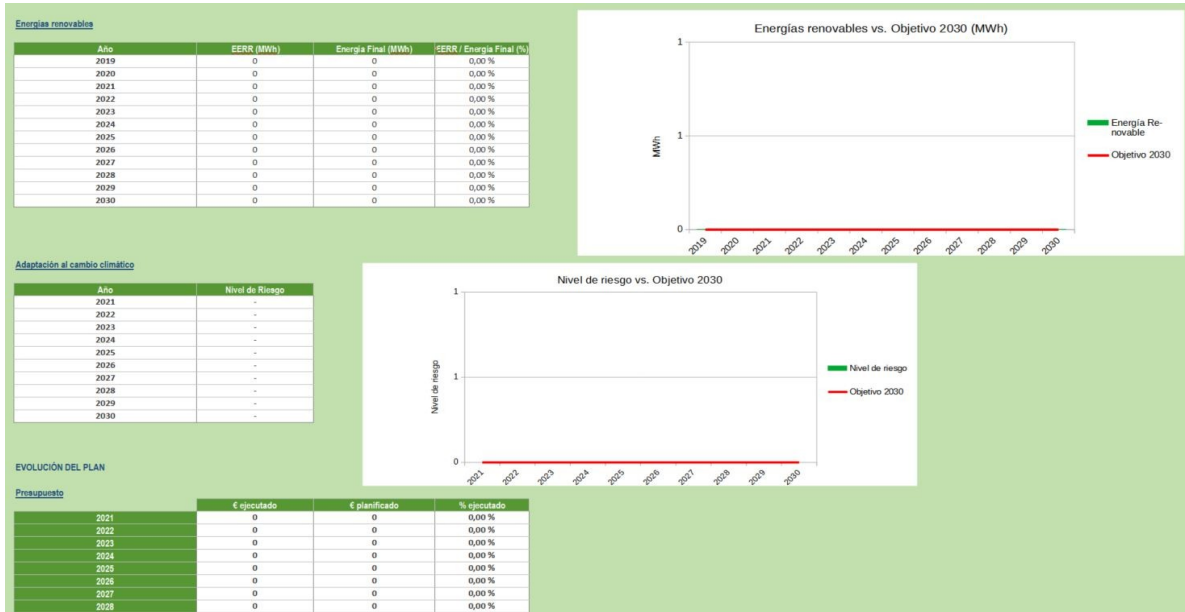 Energías renovables
Año EERR (MWh) Energía Final (MWh) EERR / Energía Final (%)
2019 0 0 0,00 %
2020 0 0 0,00 %
2021 0 0 0,00 %
2022 0 0 0,00 %
2023 0 0 0,00 %
2024 0 0 0,00 %
2025 0 0 0,00 %
2026 0 0 0,00 %
2027 0 0 0,00 %
2028 0 0 0,00 %
2029 0 0 0,00 %
2030 0 0 0,00 %
Energías renovables vs. Objetivo 2030 (MWh)
1
1
0
MWh
2019 2020 2021 2022 2023 2024 2025 2026 2027 2028 2029 2030
Energía Re-
novable
Objetivo 2030
Adaptación al cambio climático
Año Nivel de Riesgo
2021 -
2022 -
2023 -
2024 -
2025 -
2026 -
2027 -
2028 -
2029 -
2030 -
Nivel de riesgo vs. Objetivo 2030
1
1
0
Nivel de riesgo
2021 2022 2023 2024 2025 2026 2027 2028 2029 2030
Nivel de riesgo
Objetivo 2030
EVOLUCIÓN DEL PLAN
Presupuesto
€ ejecutado € planificado % ejecutado
2021 0 0 0,00 %
2022 0 0 0,00 %
2023 0 0 0,00 %
2024 0 0 0,00 %
2025 0 0 0,00 %
2026 0 0 0,00 %
2027 0 0 0,00 %
2028 0 0 0,00 %